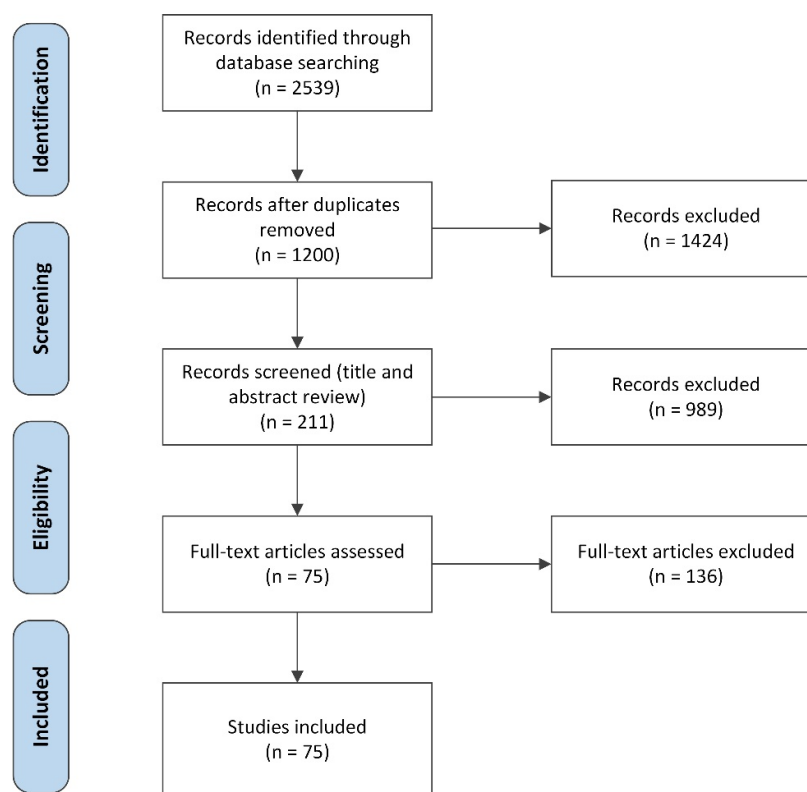 Identification
Records identified through
database searching
(n = 2539)
Records after duplicates
removed
(n = 1200)
Records excluded
(n = 1424)
Screening
Records screened (title and
abstract review)
(n = 211)
Records excluded
(n = 989)
Eligibility
Full-text articles assessed
(n = 75)
Full-text articles excluded
(n = 136)
Included
Studies included
(n = 75)